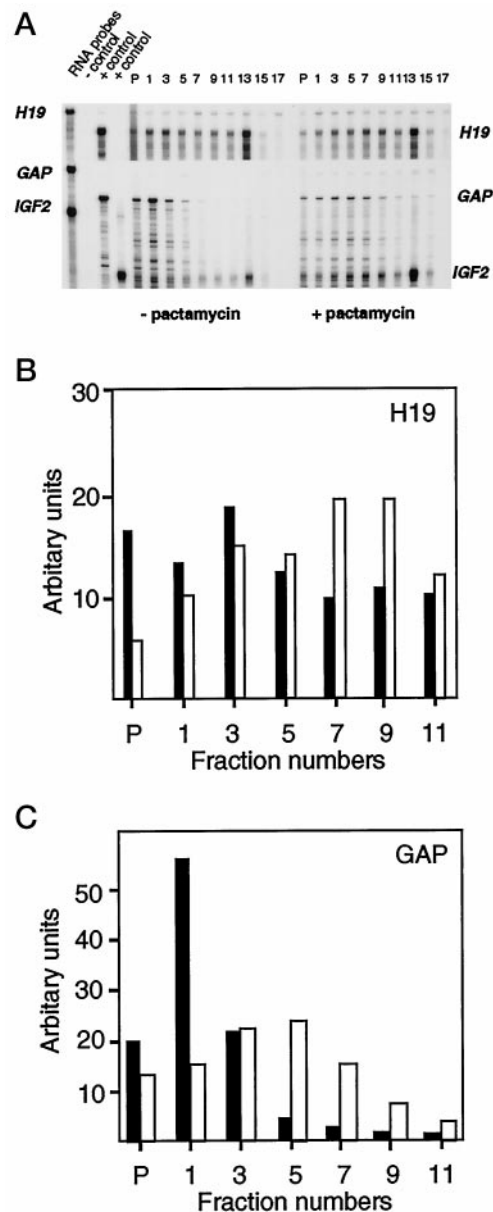 A
RNA probes
- control
+ control
+ control
P 1 3 5 7 9 11 13 15 17
P 1 3 5 7 9 11 13 15 17
H19
H19
GAP
GAP
IGF2
IGF2
- pactamycin
+ pactamycin
B
H19
Arbitary units
30
20
10
P 1 3 5 7 9 11
Fraction numbers
C
GAP
Arbitary units
50
40
30
20
10
P 1 3 5 7 9 11
Fraction numbers